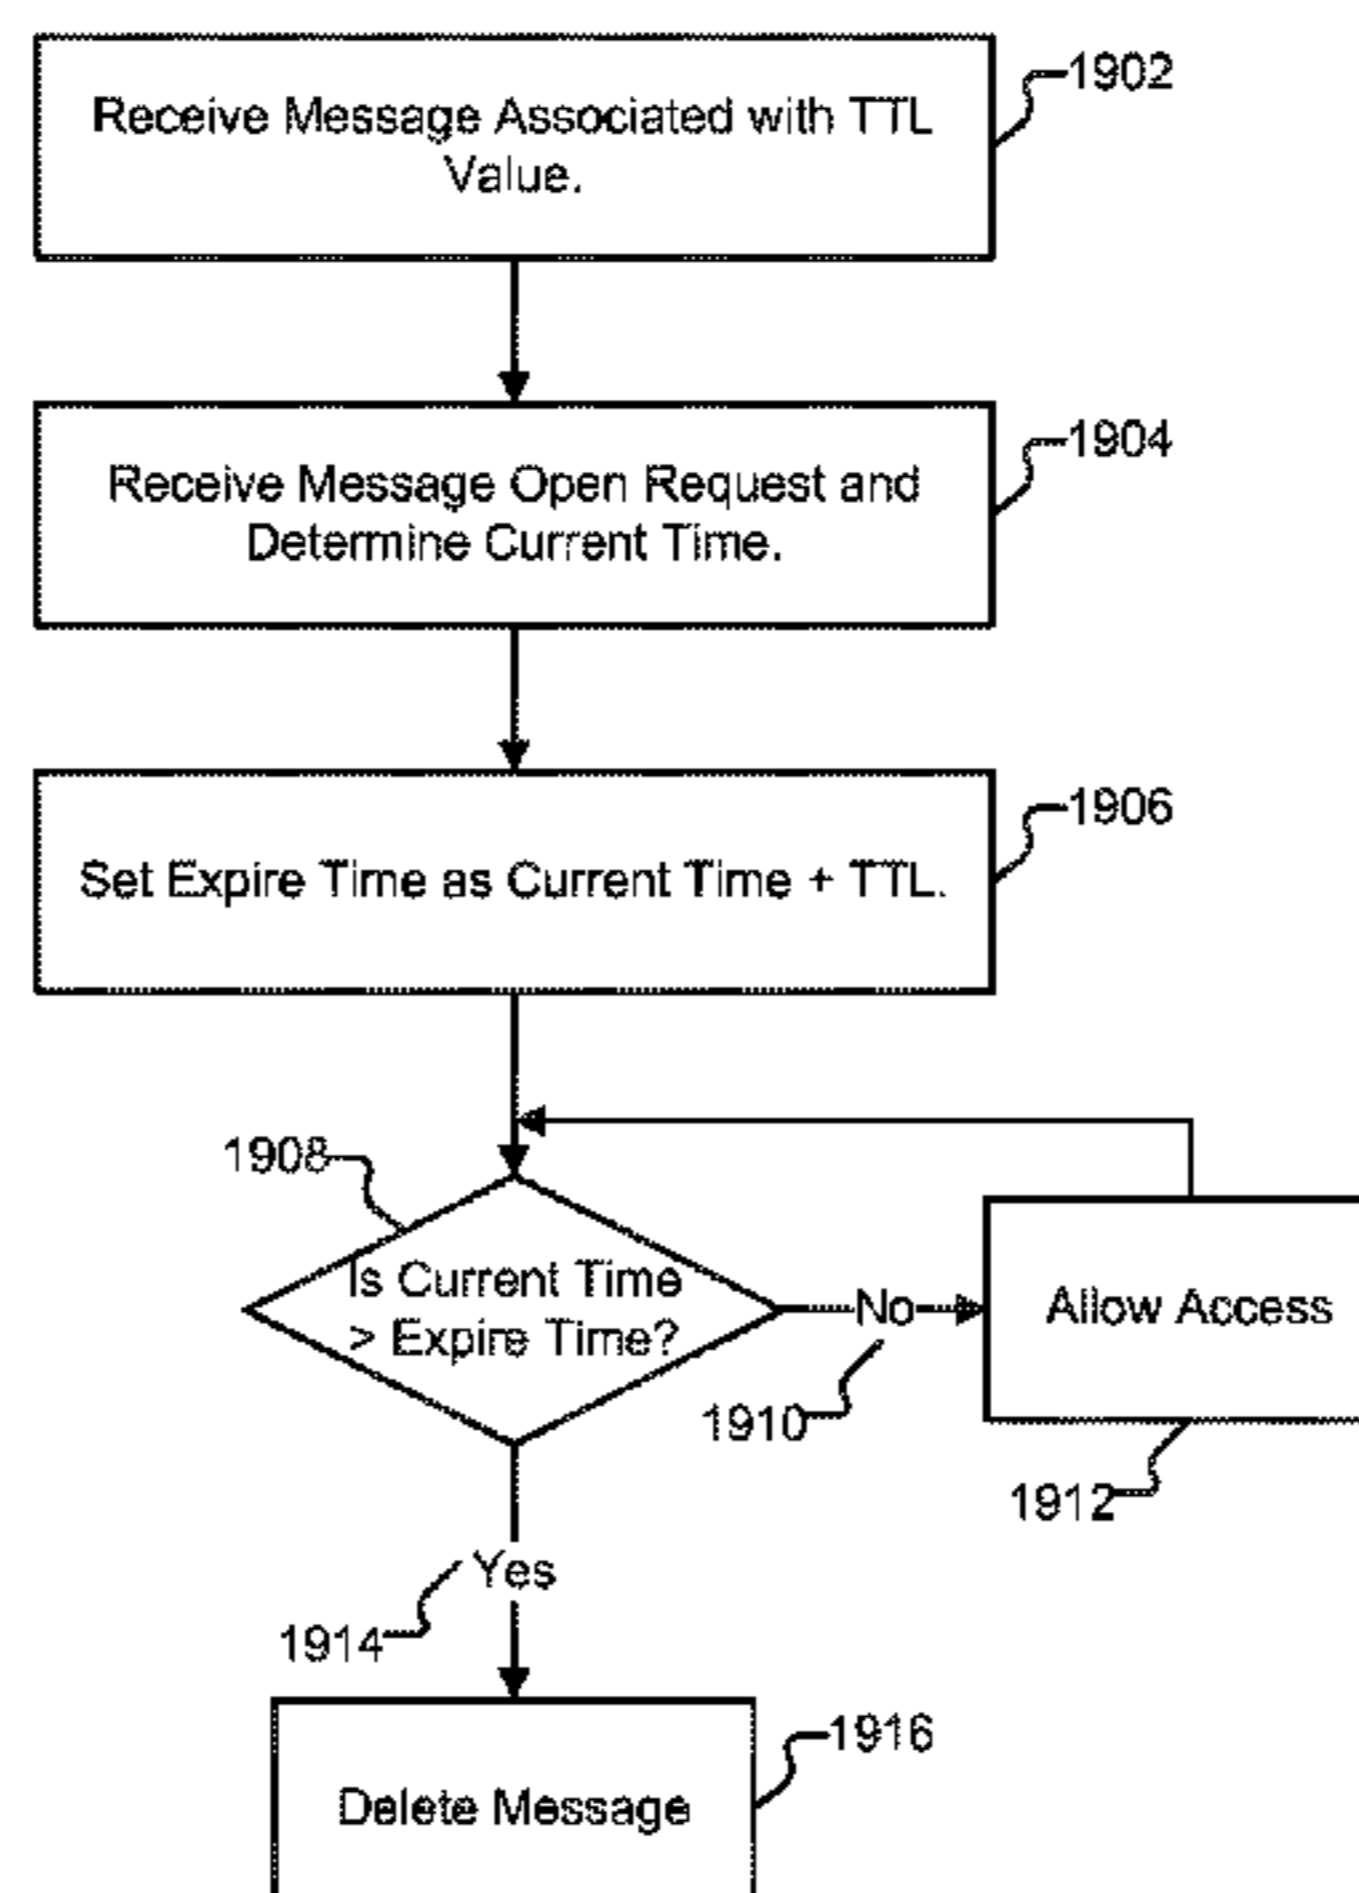 1902
Receive Message Associated with TTL
Value.
1904
Receive Message Open Request and
Determine Current Time.
1906
Set Expire Time as Current Time + TTL.
1908
Is Current Time
> Expire Time?
No
Allow Access
1910
1912
Yes
1914
1916
Delete Message